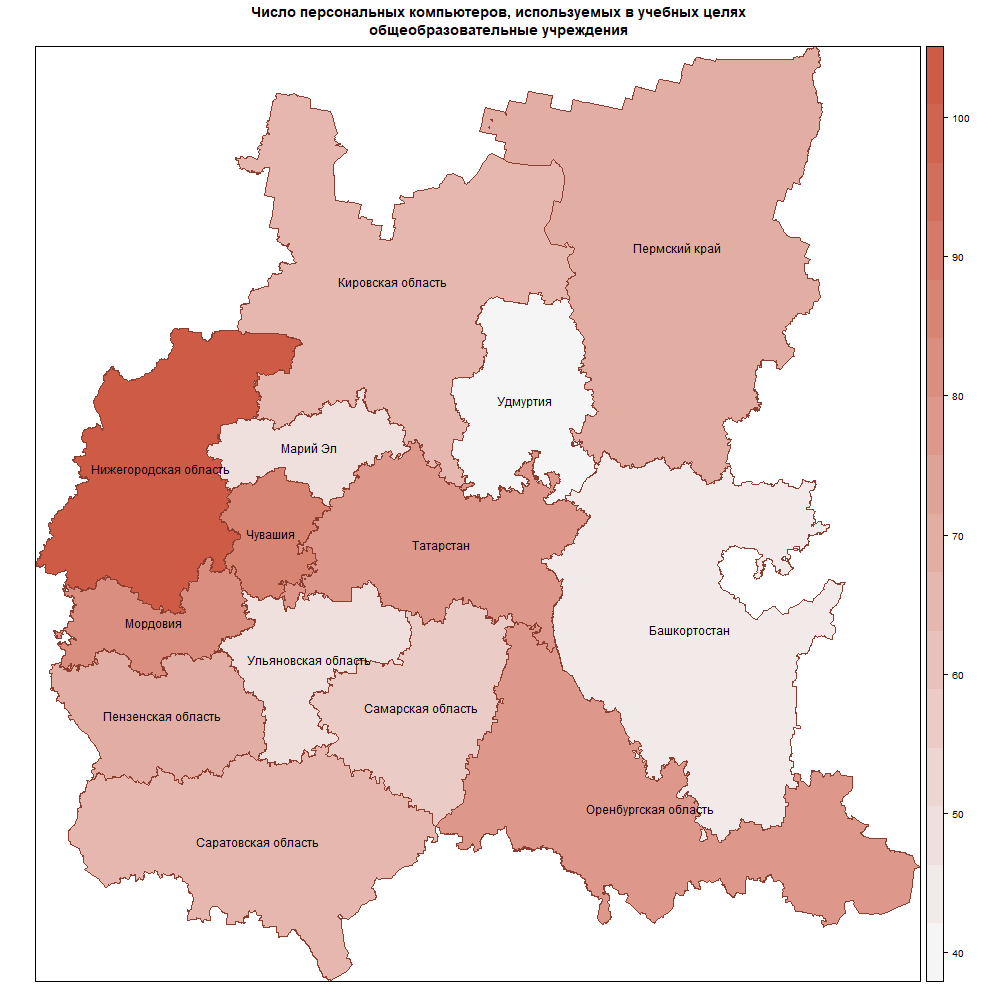 Число персональных компьютеров, используемых в учебных целях
общеобразовательные учреждения
100
Пермский край
90
Кировская область
80
Удмуртия
Марий Эл
Нижегородская область
Чувашия
70
Татарстан
Мордовия
Башкортостан
Ульяновская область
60
Самарская область
Пензенская область
Оренбургская область
50
Саратовская область
40